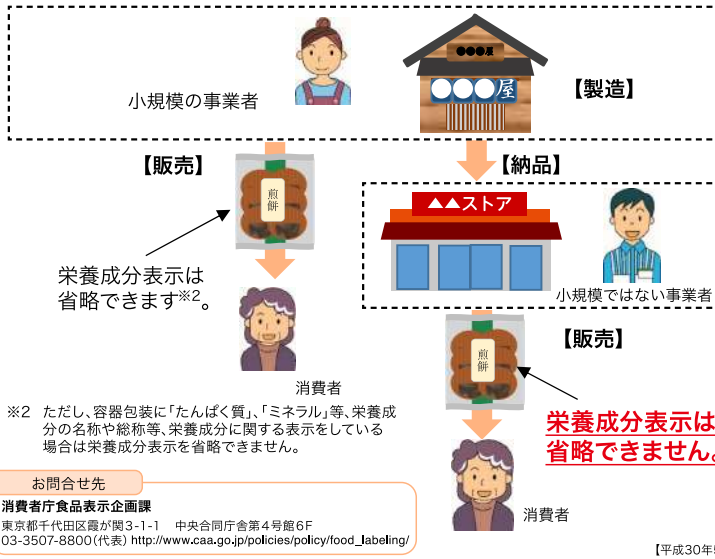 ●●●屋
●●●屋
小規模の事業者
【製造】
【販売】
【納品】
煎餅
▲▲ストア
栄養成分表示は
省略できます※2。
小規模ではない事業者
【販売】
煎餅
消費者
※2 ただし、容器包装に「たんぱく質」、「ミネラル」等、栄養成
分の名称や総称等、栄養成分に関する表示をしている
場合は栄養成分表示を省略できません。
栄養成分表示は
省略できません。
消費者
お問合せ先
消費者庁食品表示企画課
東京都千代田区霞が関3-1-1 中央合同庁舎第4号館6F
03-3507-8800(代表) http://www.caa.go.jp/policies/policy/food_labeling/
【平成30年